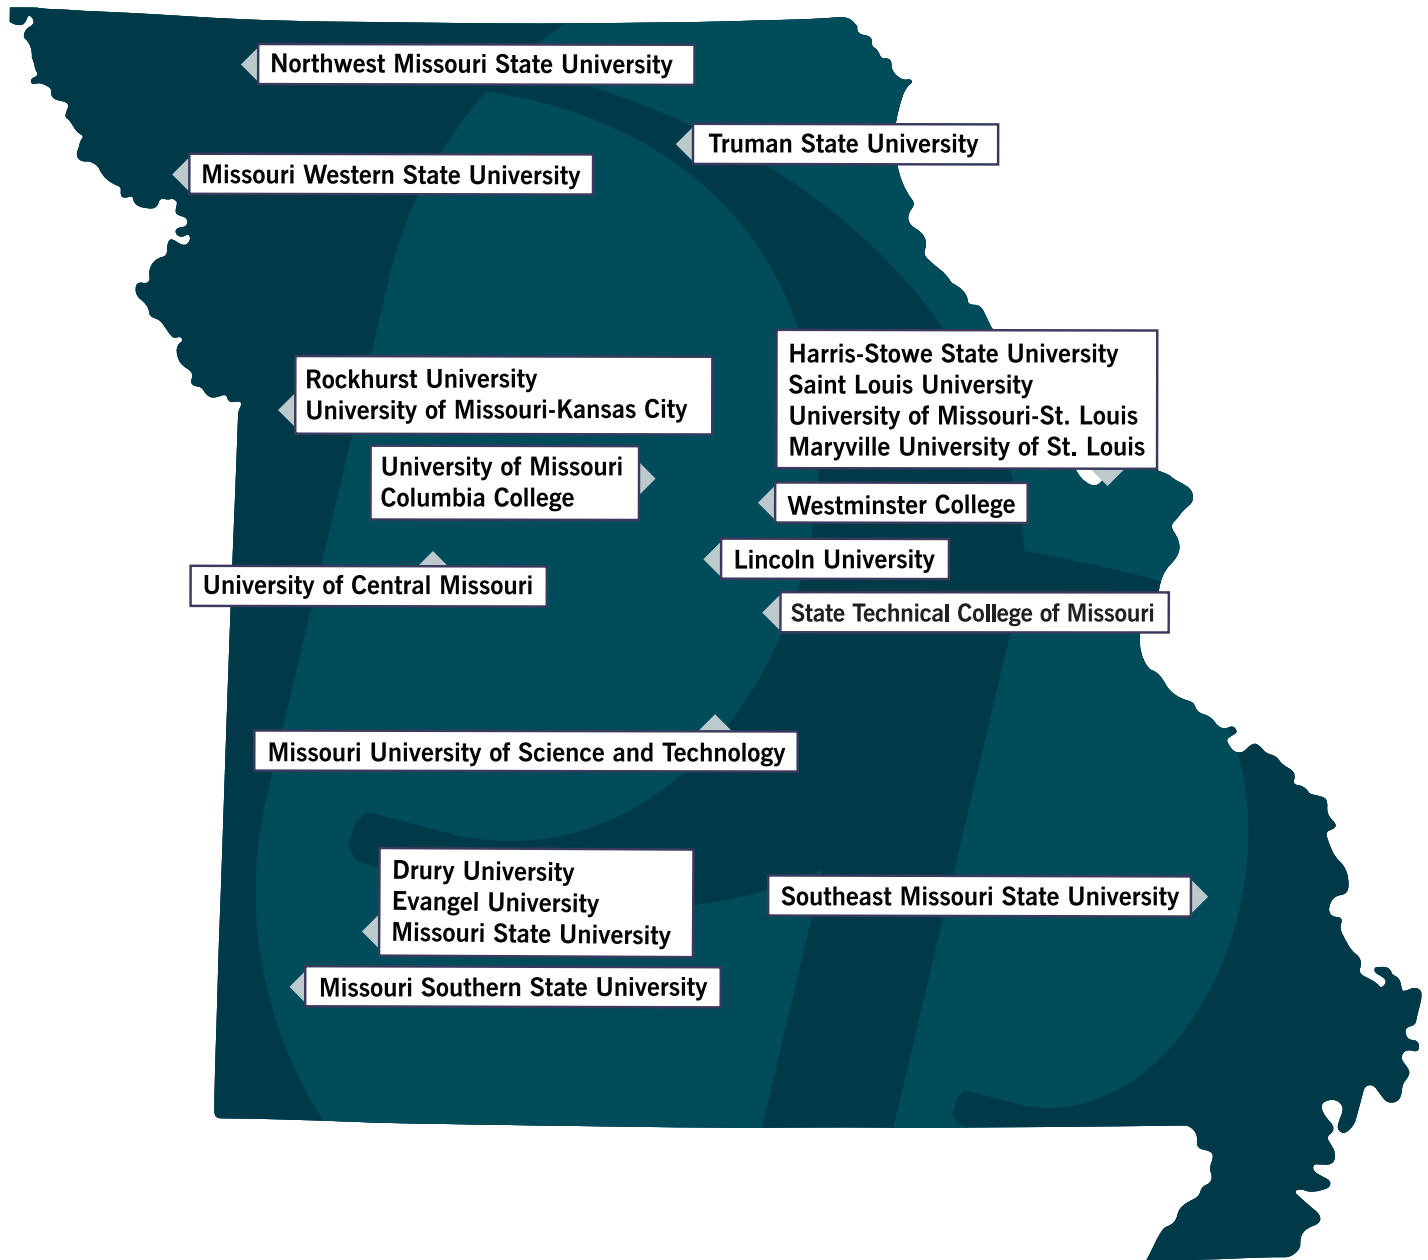 Northwest Missouri State University
Truman State University
Missouri Western State University
Harris-Stowe State University
Saint Louis University
University of Missouri-St. Louis
Maryville University of St. Louis
Rockhurst University
University of Missouri-Kansas City
University of Missouri
Columbia College
Westminster College
Lincoln University
University of Central Missouri
State Technical College of Missouri
Missouri University of Science and Technology
Drury University
Evangel University
Missouri State University
Southeast Missouri State University
Missouri Southern State University